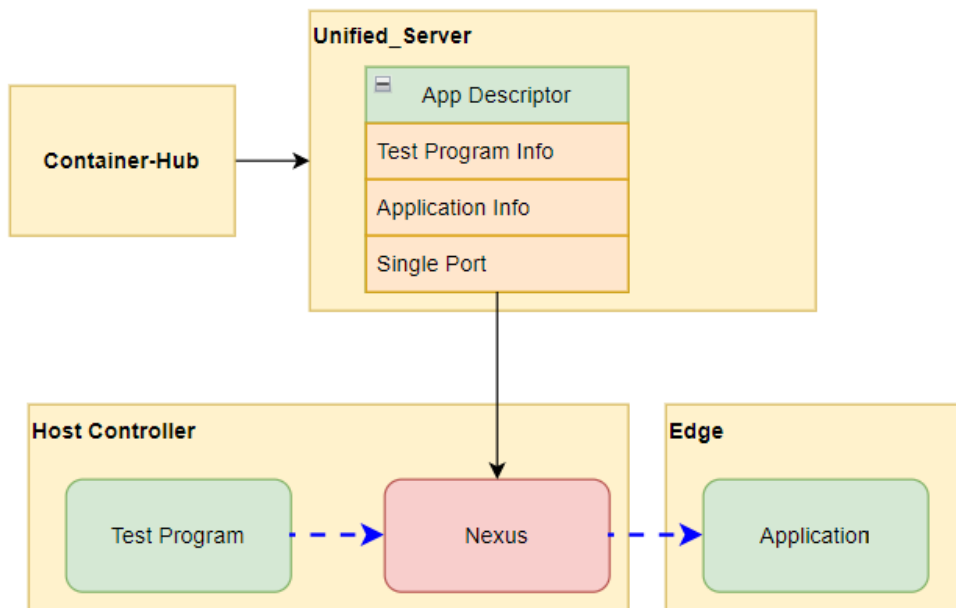 Unified_Server
App Descriptor
Container-Hub
Test Program Info
Application Info
Single Port
Host Controller
Edge
Test Program
Nexus
Application